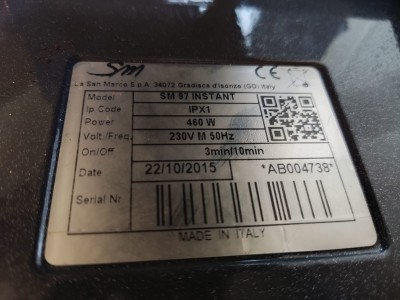 SM
La San Marco S.p.A. 34072 Gradisca d'Isonzo (GO) Italy
CE
Model SM 97 INSTANT
Ip Code IPX1
Power 460 W
Volt./Freq. 230V M 50Hz
On/Off 3min/10min
Date 22/10/2015 *AB004738*
Serial Nr
MADE IN ITALY